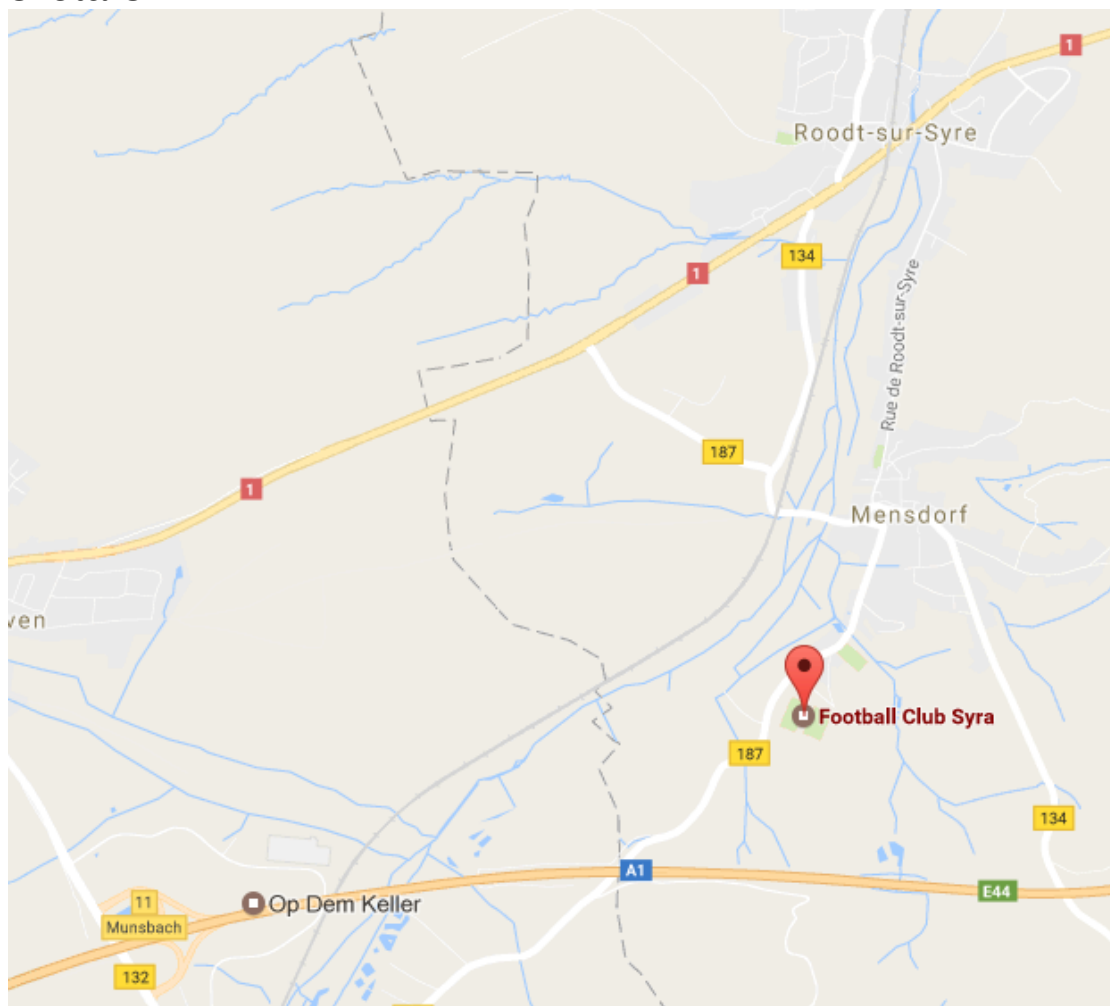 1
Roodt-sur-Syre
134
1
Rue de Roodt-sur-Syre
187
1
Mensdorf
ven
Football Club Syra
187
134
A1
E44
11
Munsbach
Op Dem Keller
132